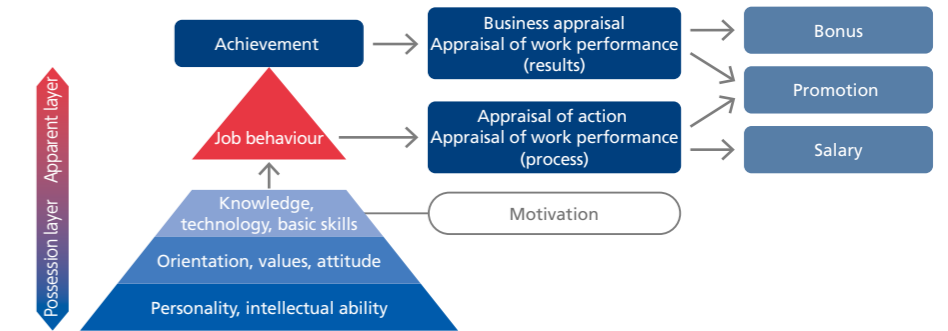 Achievement
Business appraisal
Appraisal of work performance
(results)
Bonus
Promotion
Apparent layer
Job behaviour
Appraisal of action
Appraisal of work performance
(process)
Salary
Possession layer
Knowledge,
technology, basic skills
Motivation
Orientation, values, attitude
Personality, intellectual ability